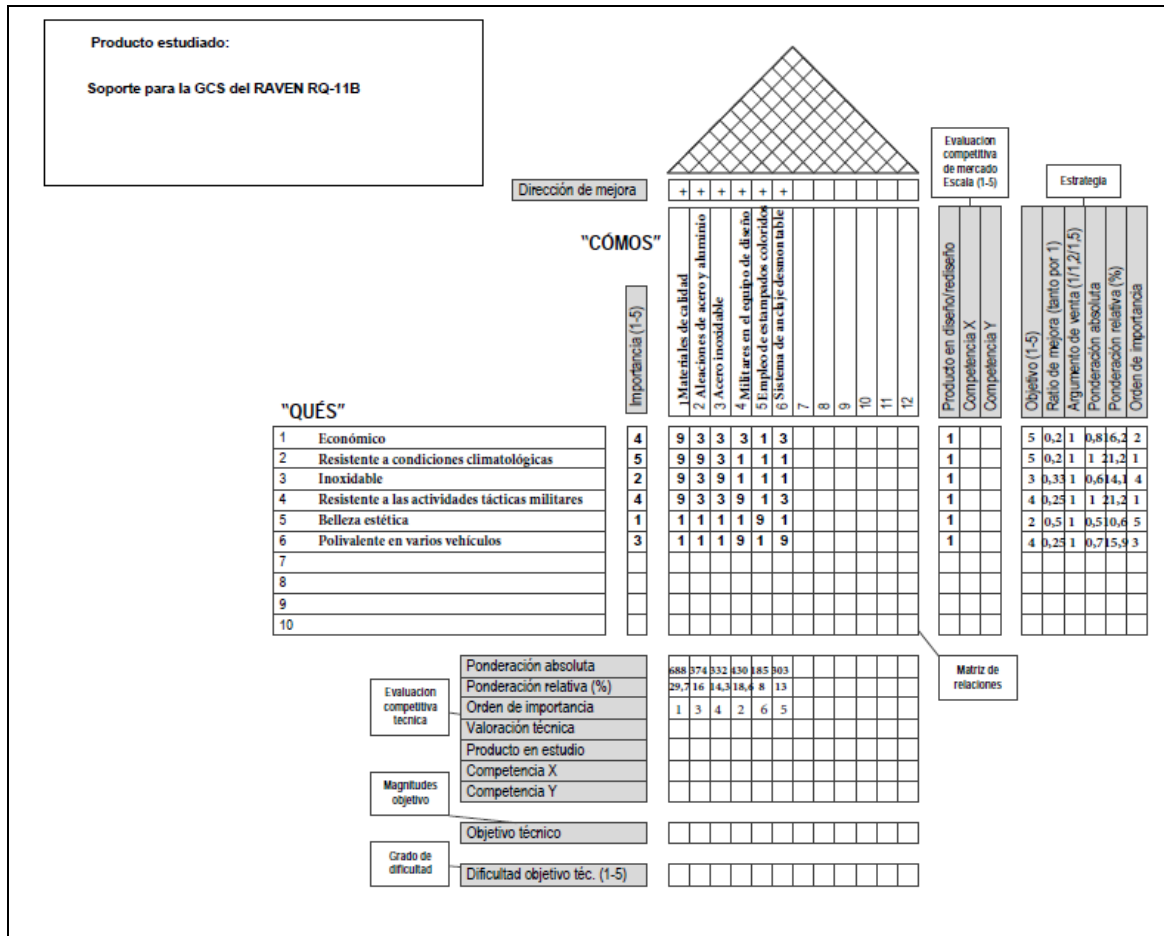 Producto estudiado:
Soporte para la GCS del RAVEN RQ-11B
Evaluacion
competitiva
de mercado
Escala (1-5)
Estrategia
Dirección de mejora + + + + + +
"CÓMOS"
1 Materiales de calidad
2 Aleaciones de acero y aluminio
3 Acero inoxidable
4 Militares en el equipo de diseño
5 Empleo de estampados coloridos
6 Sistema de anclaje desmontable
7
8
9
10
11
12
Importancia (1-5)
Producto en diseño/rediseño
Competencia X
Competencia Y
Objetivo (1-5)
Ratio de mejora (tanto por 1)
Argumento de venta (1/1,2/1,5)
Ponderación absoluta
Ponderación relativa (%)
Orden de importancia
"QUÉS"
1 Económico 4 9 3 3 3 1 3 1 5 0,2 1 0,8 16,2 2
2 Resistente a condiciones climatológicas 5 9 9 3 1 1 1 1 5 0,2 1 1 21,2 1
3 Inoxidable 2 9 3 9 1 1 1 1 3 0,33 1 0,6 14,1 4
4 Resistente a las actividades tácticas militares 4 9 3 3 9 1 3 1 4 0,25 1 1 21,2 1
5 Belleza estética 1 1 1 1 1 9 1 1 2 0,5 1 0,5 10,6 5
6 Polivalente en varios vehículos 3 1 1 1 9 1 9 1 4 0,25 1 0,7 15,9 3
7
8
9
10
Matriz de
relaciones
Evaluacion
competitiva
tecnica
Ponderación absoluta 688 374 332 430 185 303
Ponderación relativa (%) 29,7 16 14,3 18,6 8 13
Orden de importancia 1 3 4 2 6 5
Valoración técnica
Producto en estudio
Competencia X
Competencia Y
Magnitudes
objetivo
Objetivo técnico
Grado de
dificultad
Dificultad objetivo téc. (1-5)